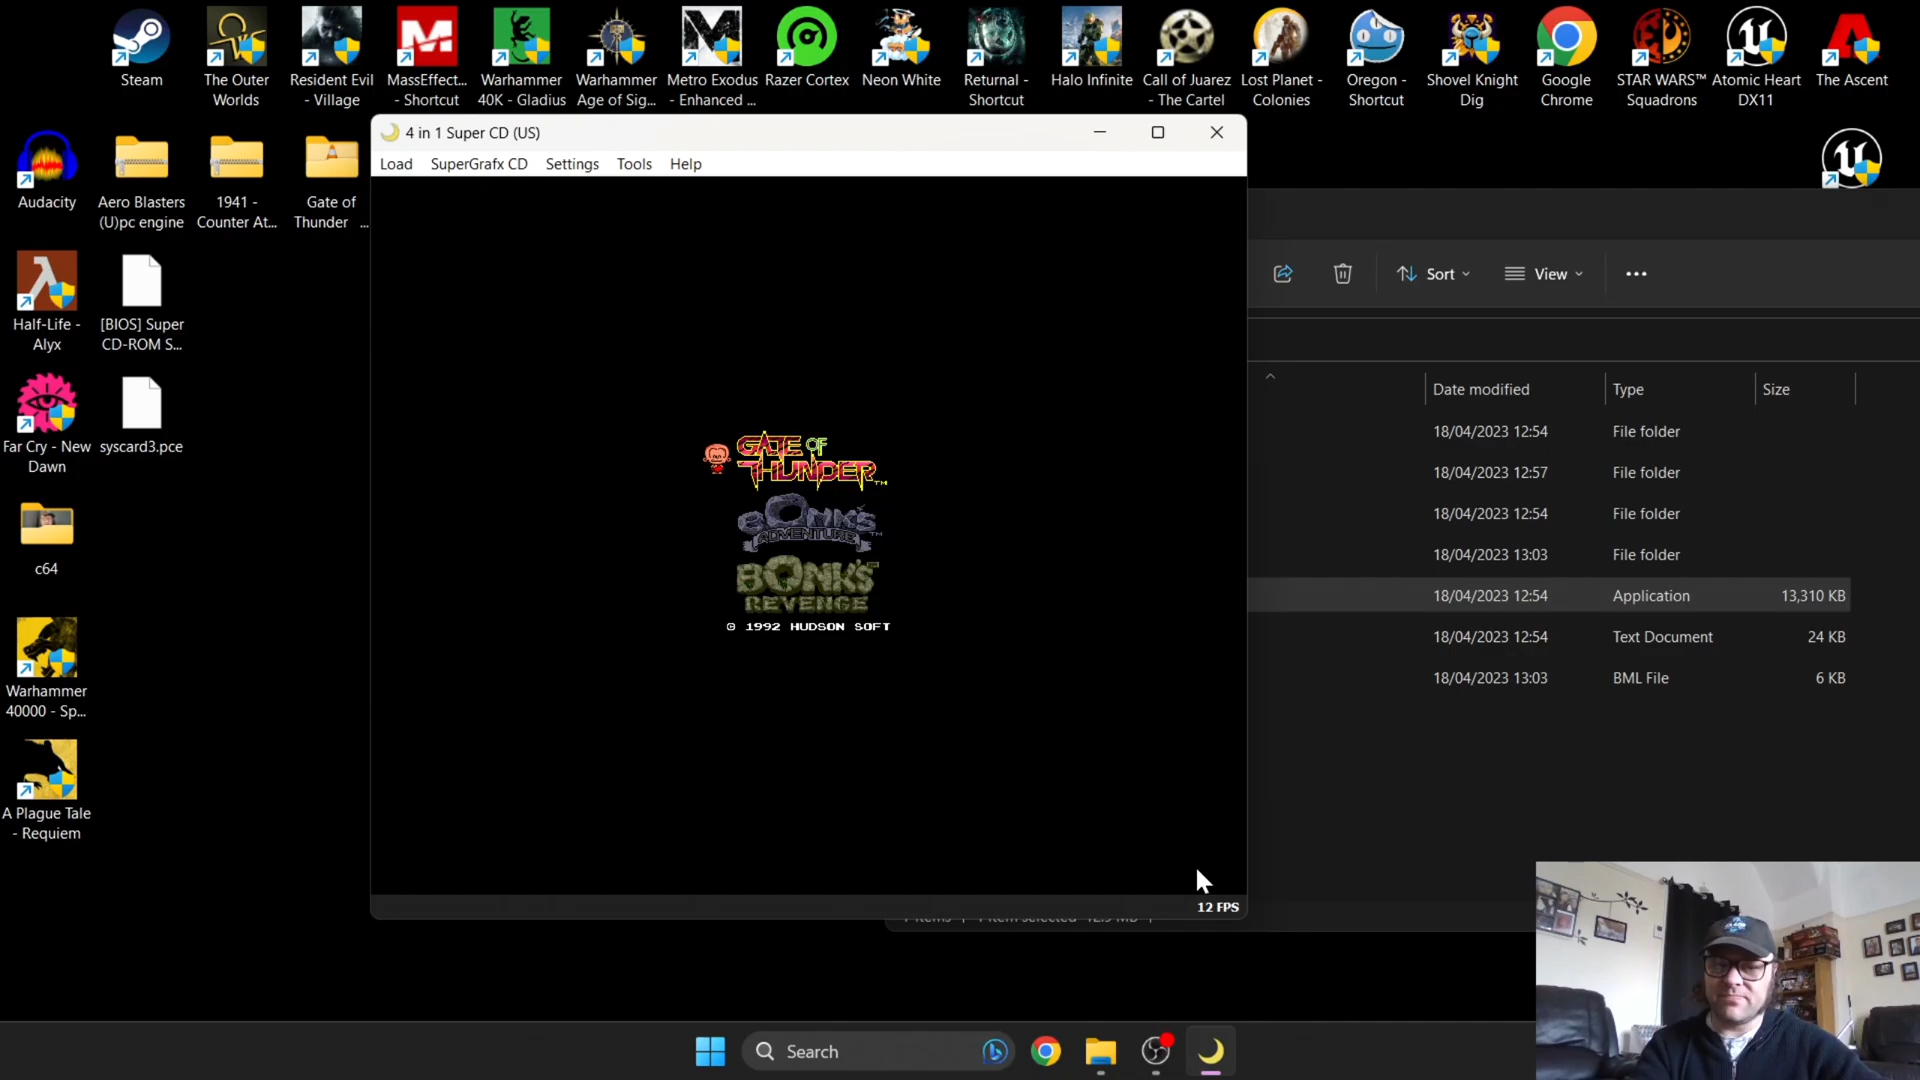 Steam
The Outer
Worlds
Resident Evil
- Village
MassEffect...
- Shortcut
Warhammer
40K - Gladius
Warhammer
Age of Sig...
Metro Exodus
- Enhanced ...
Razer Cortex
Neon White
Returnal -
Shortcut
Halo Infinite
Call of Juarez
- The Cartel
Lost Planet -
Colonies
Oregon -
Shortcut
Shovel Knight
Dig
Google
Chrome
STAR WARS™
Squadrons
Atomic Heart
DX11
The Ascent
Audacity
Aero Blasters
(U)pc engine
1941 -
Counter At...
Gate of
Thunder ...
Half-Life -
Alyx
[BIOS] Super
CD-ROM S...
Far Cry - New
Dawn
syscard3.pce
c64
Warhammer
40000 - Sp...
A Plague Tale
- Requiem
4 in 1 Super CD (US)
Load SuperGrafx CD Settings Tools Help
GATE OF
THUNDER™
BONK'S
ADVENTURE™
BONK'S
REVENGE
© 1992 HUDSON SOFT
12 FPS
Sort View
Date modified Type Size
18/04/2023 12:54 File folder
18/04/2023 12:57 File folder
18/04/2023 12:54 File folder
18/04/2023 13:03 File folder
18/04/2023 12:54 Application 13,310 KB
18/04/2023 12:54 Text Document 24 KB
18/04/2023 13:03 BML File 6 KB
Search